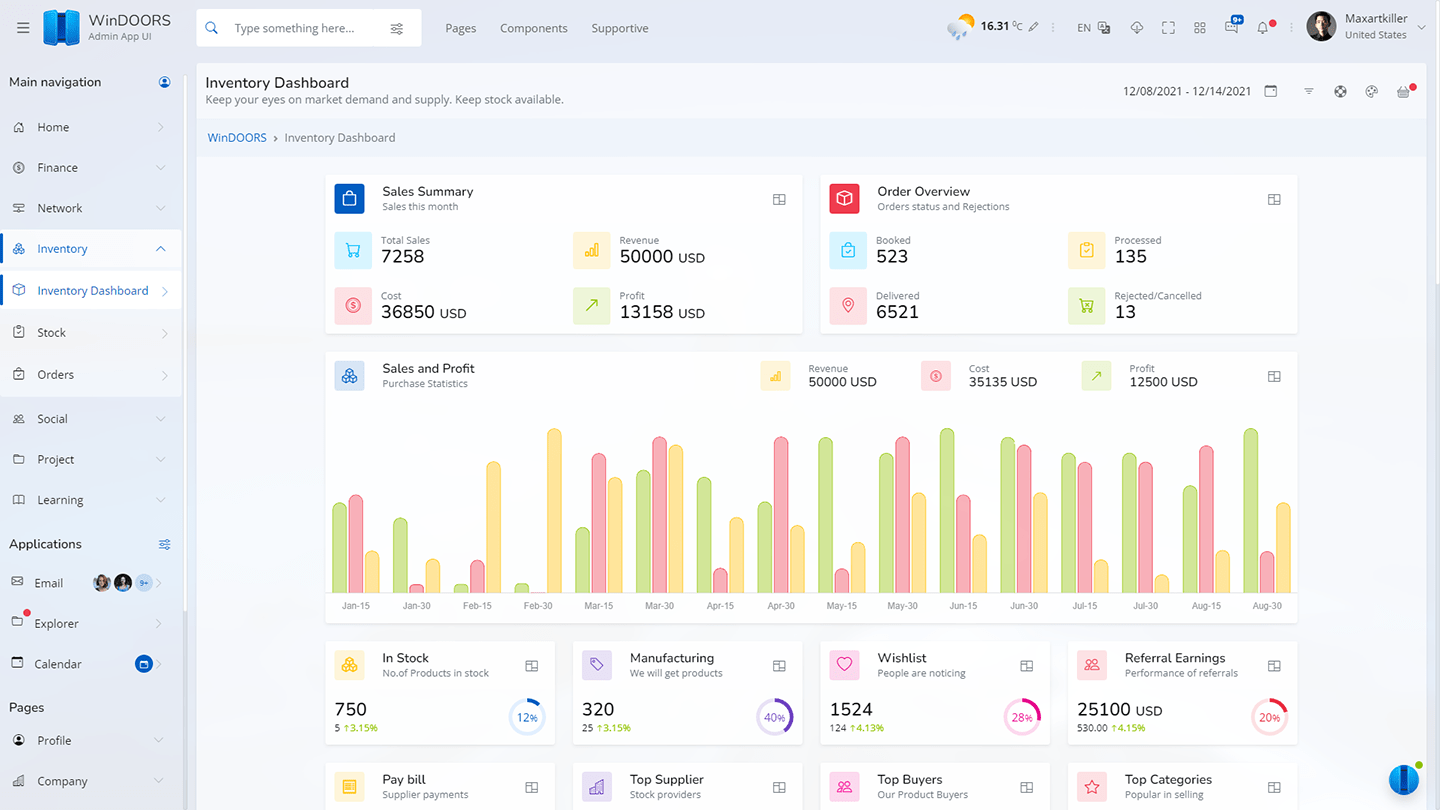 WinDOORS
Admin App UI
Type something here...
Pages
Components
Supportive
16.31 °C
EN
9+
Maxartkiller
United States
Main navigation
Home
Finance
Network
Inventory
Inventory Dashboard
Stock
Orders
Social
Project
Learning
Applications
Email
9+
Explorer
Calendar
Pages
Profile
Company
Inventory Dashboard
Keep your eyes on market demand and supply. Keep stock available.
12/08/2021 - 12/14/2021
WinDOORS › Inventory Dashboard
Sales Summary
Sales this month
Total Sales
7258
Revenue
50000 USD
Cost
36850 USD
Profit
13158 USD
Order Overview
Orders status and Rejections
Booked
523
Processed
135
Delivered
6521
Rejected/Cancelled
13
Sales and Profit
Purchase Statistics
Revenue
50000 USD
Cost
35135 USD
Profit
12500 USD
Jan-15 Jan-30 Feb-15 Feb-30 Mar-15 Mar-30 Apr-15 Apr-30 May-15 May-30 Jun-15 Jun-30 Jul-15 Jul-30 Aug-15 Aug-30
In Stock
No.of Products in stock
750
5 ↑3.15%
12%
Manufacturing
We will get products
320
25 ↑3.15%
40%
Wishlist
People are noticing
1524
124 ↑4.13%
28%
Referral Earnings
Performance of referrals
25100 USD
530.00 ↑4.15%
20%
Pay bill
Supplier payments
Top Supplier
Stock providers
Top Buyers
Our Product Buyers
Top Categories
Popular in selling